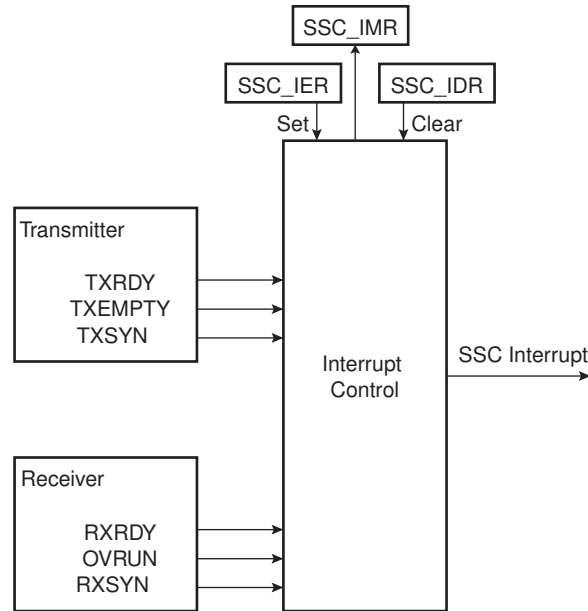 SSC_IMR
SSC_IER
SSC_IDR
Set
Clear
Transmitter
TXRDY
TXEMPTY
TXSYN
Interrupt
Control
SSC Interrupt
Receiver
RXRDY
OVRUN
RXSYN